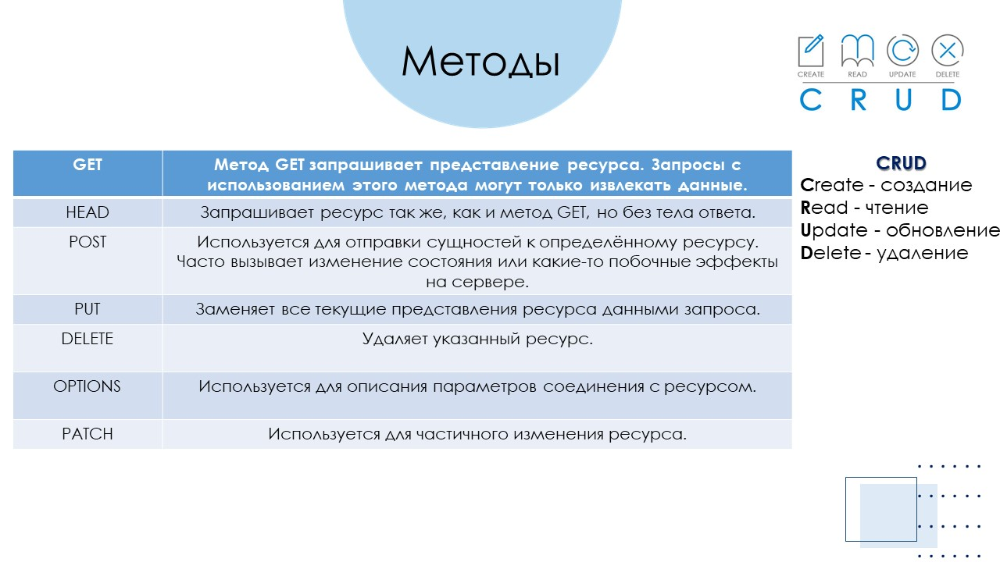 Методы
CREATE READ UPDATE DELETE
C R U D
GET
Метод GET запрашивает представление ресурса. Запросы с
использованием этого метода могут только извлекать данные.
HEAD
Запрашивает ресурс так же, как и метод GET, но без тела ответа.
POST
Используется для отправки сущностей к определённому ресурсу.
Часто вызывает изменение состояния или какие-то побочные эффекты
на сервере.
PUT
Заменяет все текущие представления ресурса данными запроса.
DELETE
Удаляет указанный ресурс.
OPTIONS
Используется для описания параметров соединения с ресурсом.
PATCH
Используется для частичного изменения ресурса.
CRUD
Create - создание
Read - чтение
Update - обновление
Delete - удаление